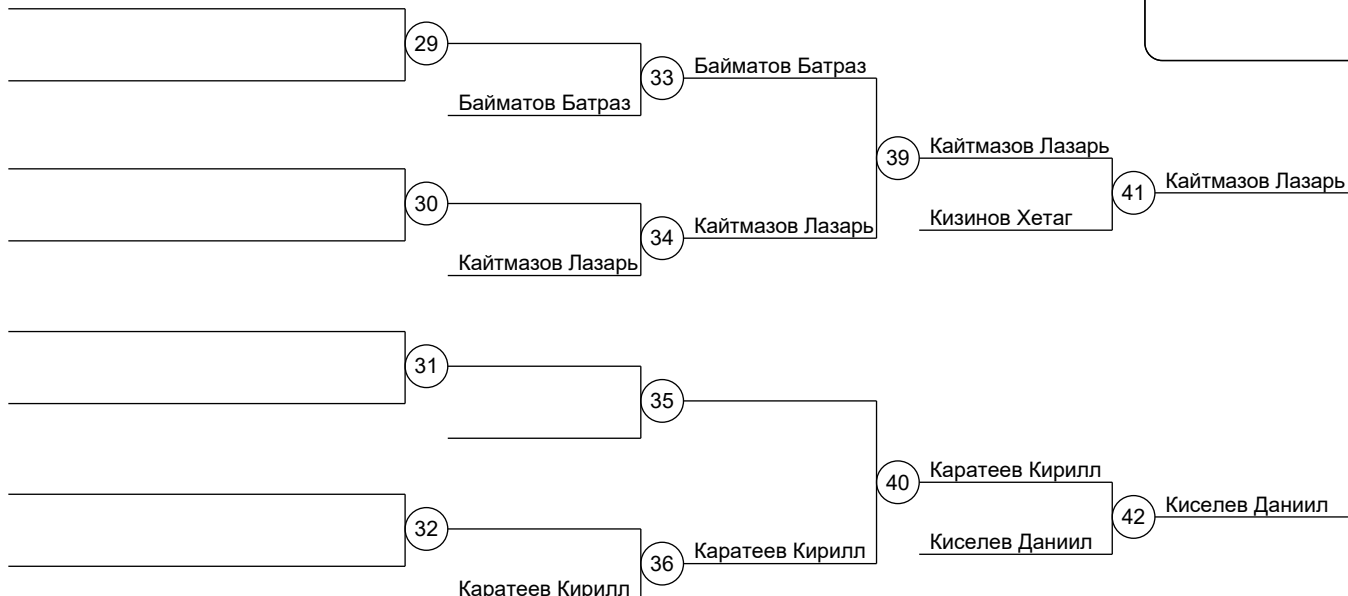 29
33
Байматов Батраз
Байматов Батраз
39
Кайтмазов Лазарь
41
Кайтмазов Лазарь
30
34
Кайтмазов Лазарь
Кизинов Хетаг
Кайтмазов Лазарь
31
35
40
Каратеев Кирилл
42
Киселев Даниил
32
36
Каратеев Кирилл
Киселев Даниил
Каратеев Кирилл